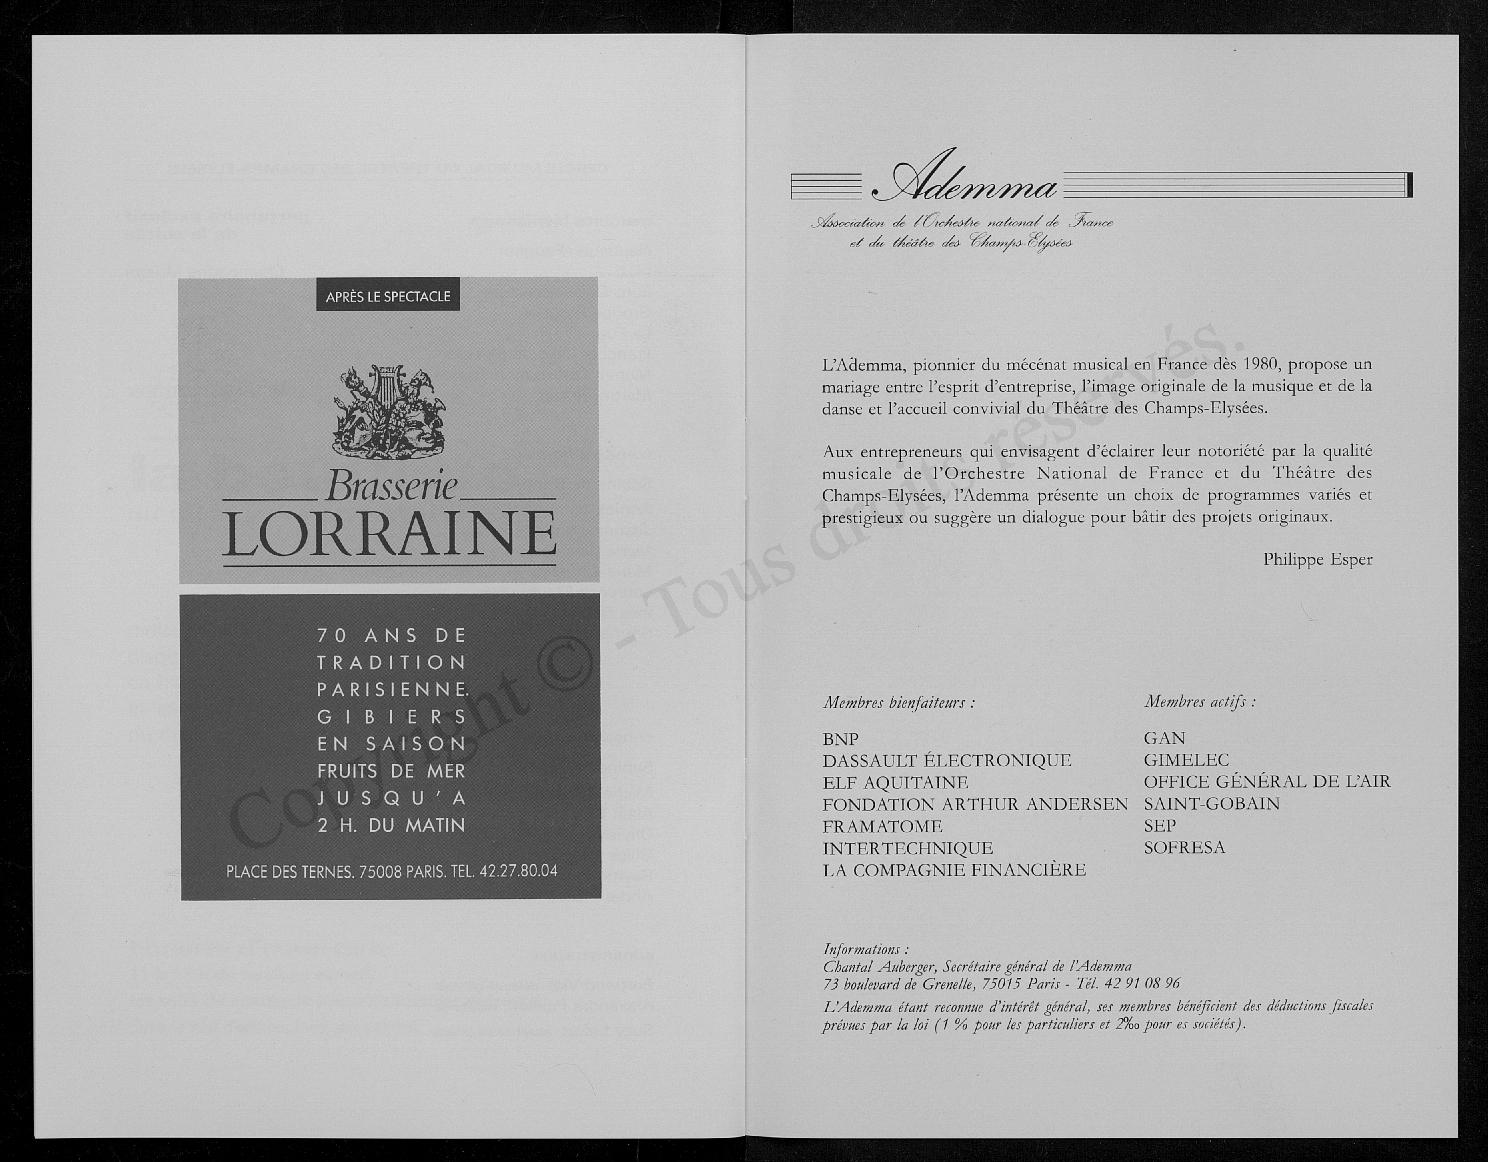 APRÈS LE SPECTACLE
Brasserie
LORRAINE
70 ANS DE
TRADITION
PARISIENNE.
GIBIERS
EN SAISON
FRUITS DE MER
JUSQU'A
2 H. DU MATIN
PLACE DES TERNES. 75008 PARIS. TEL. 42.27.80.04
Ademma
Association de l'Orchestre national de France
et du théâtre des Champs-Elysées
L'Ademma, pionnier du mécénat musical en France dès 1980, propose un
mariage entre l'esprit d'entreprise, l'image originale de la musique et de la
danse et l'accueil convivial du Théâtre des Champs-Elysées.
Aux entrepreneurs qui envisagent d'éclairer leur notoriété par la qualité
musicale de l'Orchestre National de France et du Théâtre des
Champs-Elysées, l'Ademma présente un choix de programmes variés et
prestigieux ou suggère un dialogue pour bâtir des projets originaux.
Philippe Esper
Membres bienfaiteurs :
BNP
DASSAULT ÉLECTRONIQUE
ELF AQUITAINE
FONDATION ARTHUR ANDERSEN
FRAMATOME
INTERTECHNIQUE
LA COMPAGNIE FINANCIÈRE
Membres actifs :
GAN
GIMELEC
OFFICE GÉNÉRAL DE L'AIR
SAINT-GOBAIN
SEP
SOFRESA
Informations :
Chantal Auberger, Secrétaire général de l'Ademma
73 boulevard de Grenelle, 75015 Paris - Tél. 42 91 08 96
L'Ademma étant reconnue d'intérêt général, ses membres bénéficient des déductions fiscales
prévues par la loi (1 % pour les particuliers et 2‰ pour es sociétés).
Copyright © - Tous droits réservés.